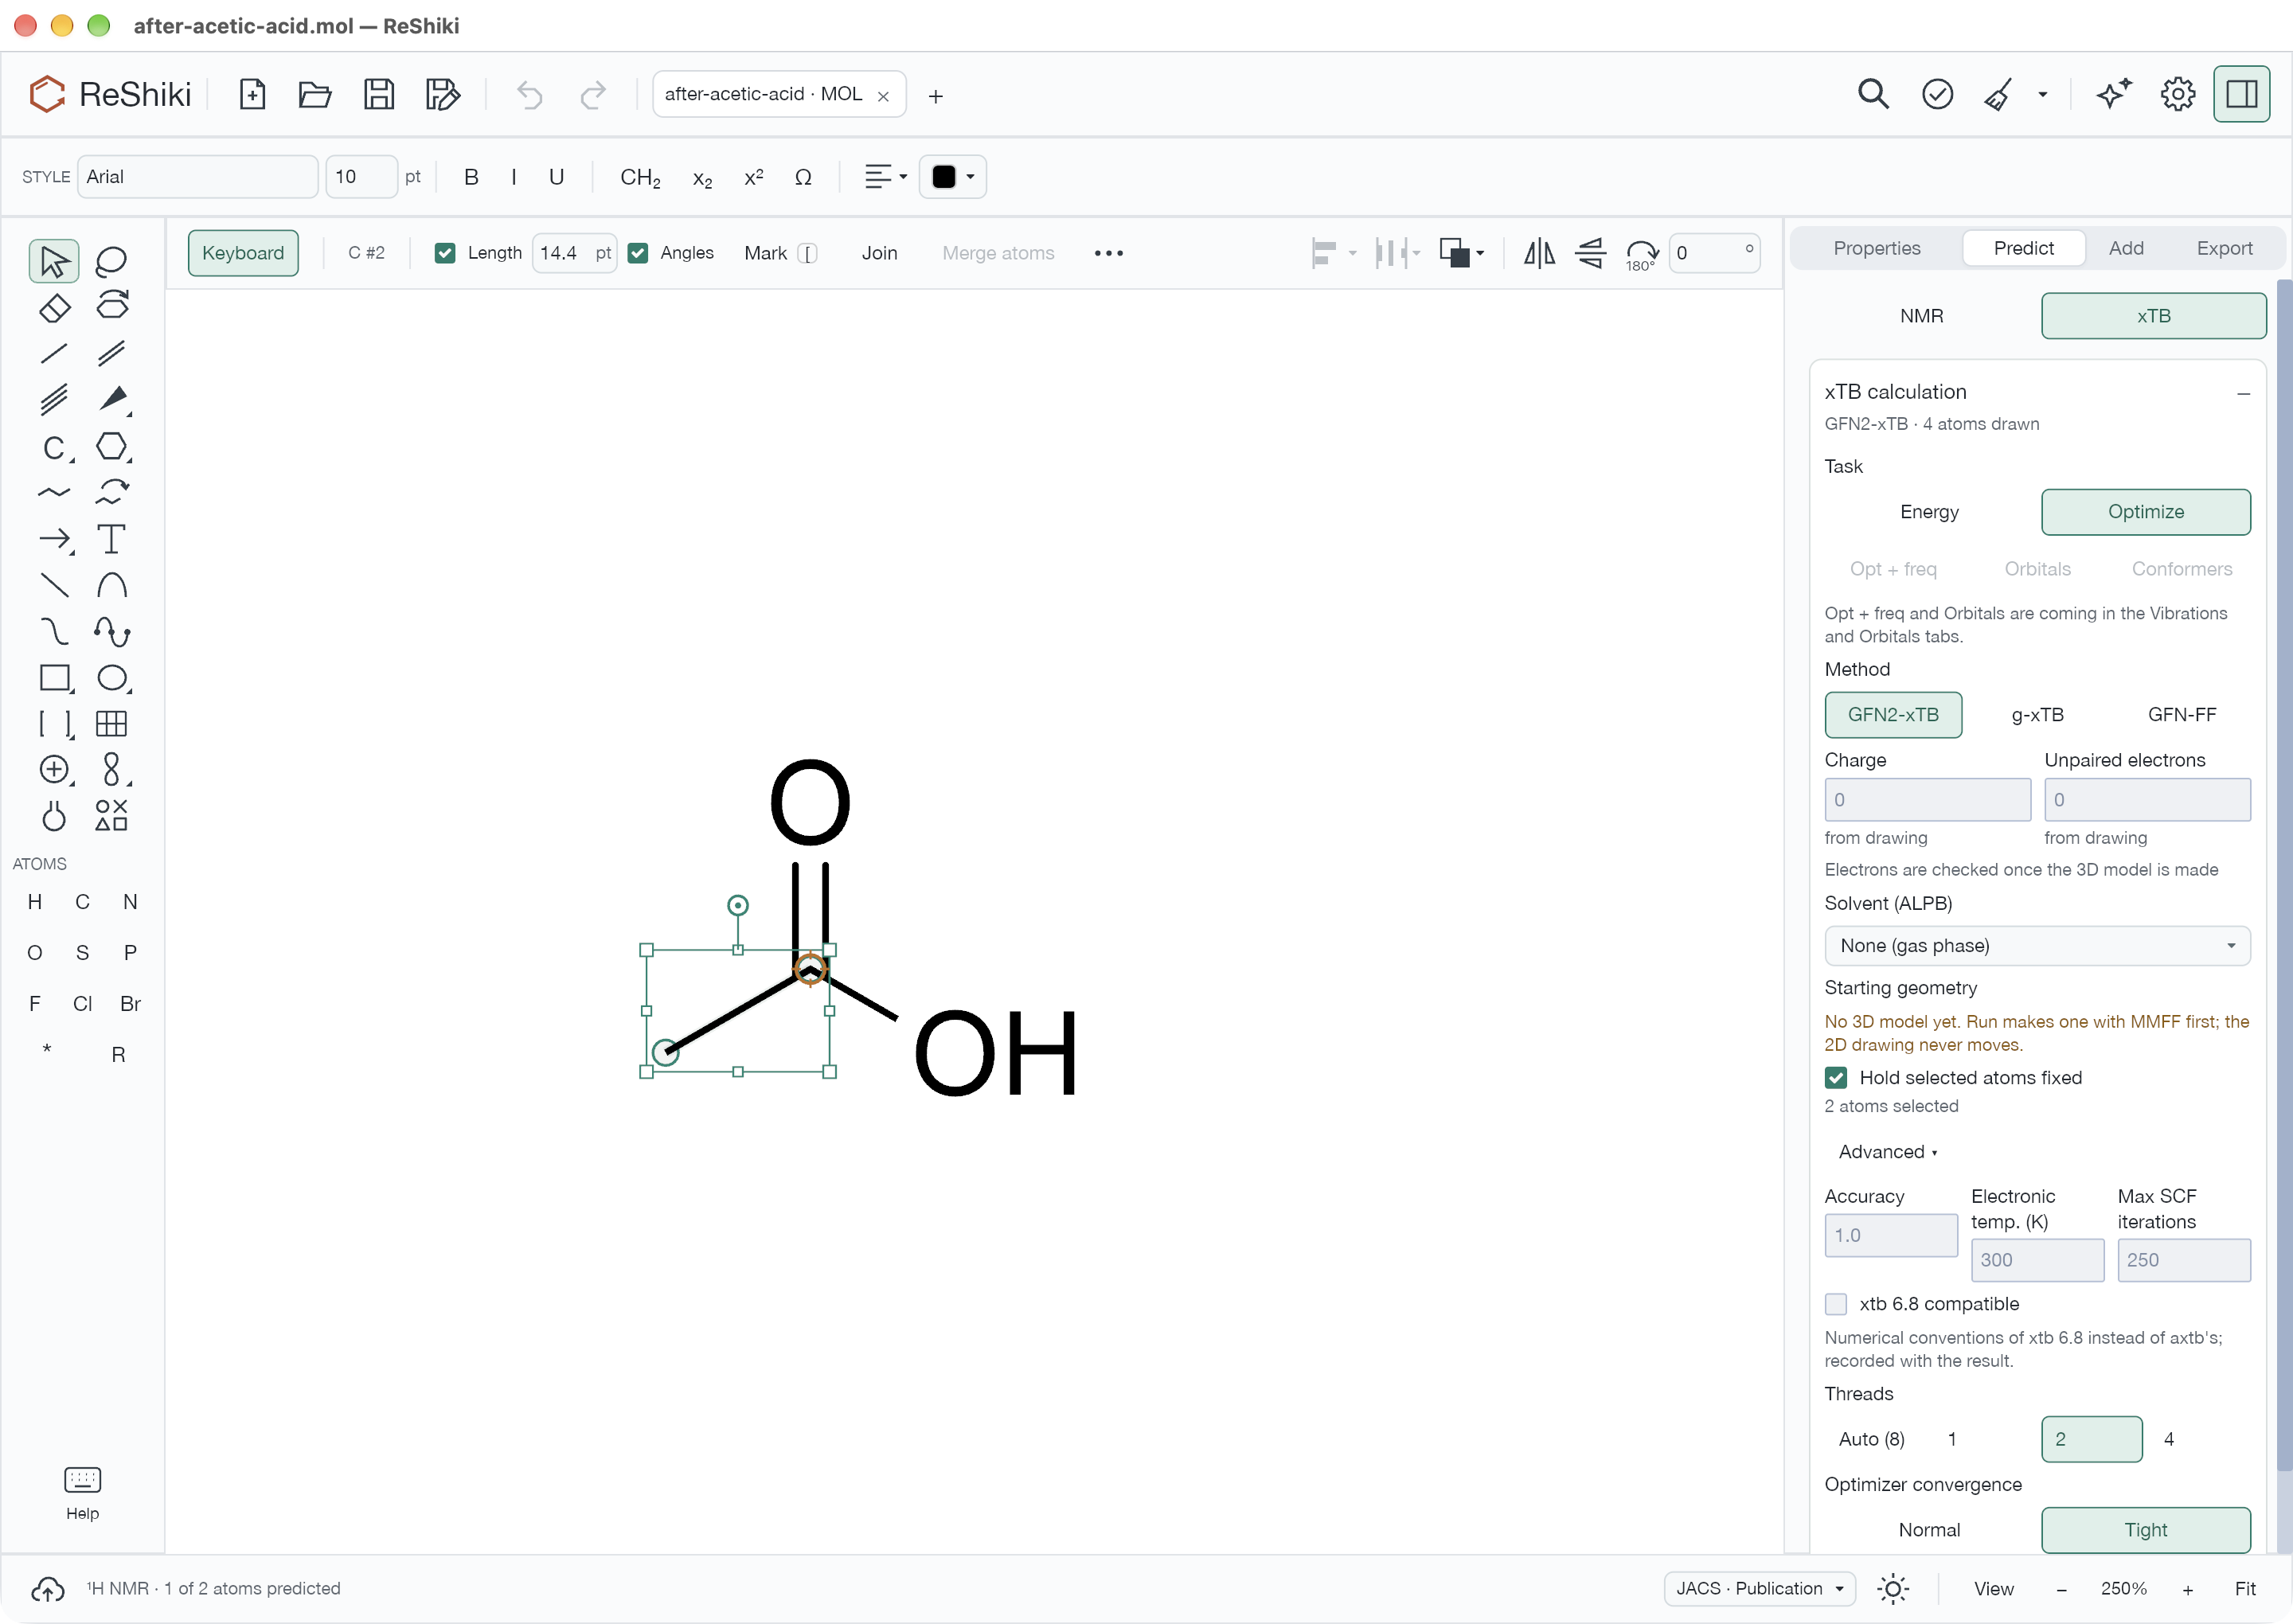 after-acetic-acid.mol — ReShiki
ReShiki
after-acetic-acid · MOL
STYLE Arial 10 pt B I U CH₂ x₂ x² Ω
Keyboard C #2 Length 14.4 pt Angles Mark [ Join Merge atoms 180° 0 °
Properties Predict Add Export
NMR xTB
xTB calculation
GFN2-xTB · 4 atoms drawn
Task
Energy Optimize
Opt + freq Orbitals Conformers
Opt + freq and Orbitals are coming in the Vibrations
and Orbitals tabs.
Method
GFN2-xTB g-xTB GFN-FF
Charge Unpaired electrons
0 0
from drawing from drawing
Electrons are checked once the 3D model is made
Solvent (ALPB)
None (gas phase)
Starting geometry
No 3D model yet. Run makes one with MMFF first; the
2D drawing never moves.
Hold selected atoms fixed
2 atoms selected
Advanced
Accuracy Electronic temp. (K) Max SCF iterations
1.0 300 250
xtb 6.8 compatible
Numerical conventions of xtb 6.8 instead of axtb's;
recorded with the result.
Threads
Auto (8) 1 2 4
Optimizer convergence
Normal Tight
C
T
ATOMS
H C N
O S P
F Cl Br
* R
Help
O
OH
¹H NMR · 1 of 2 atoms predicted
JACS · Publication View − 250% + Fit